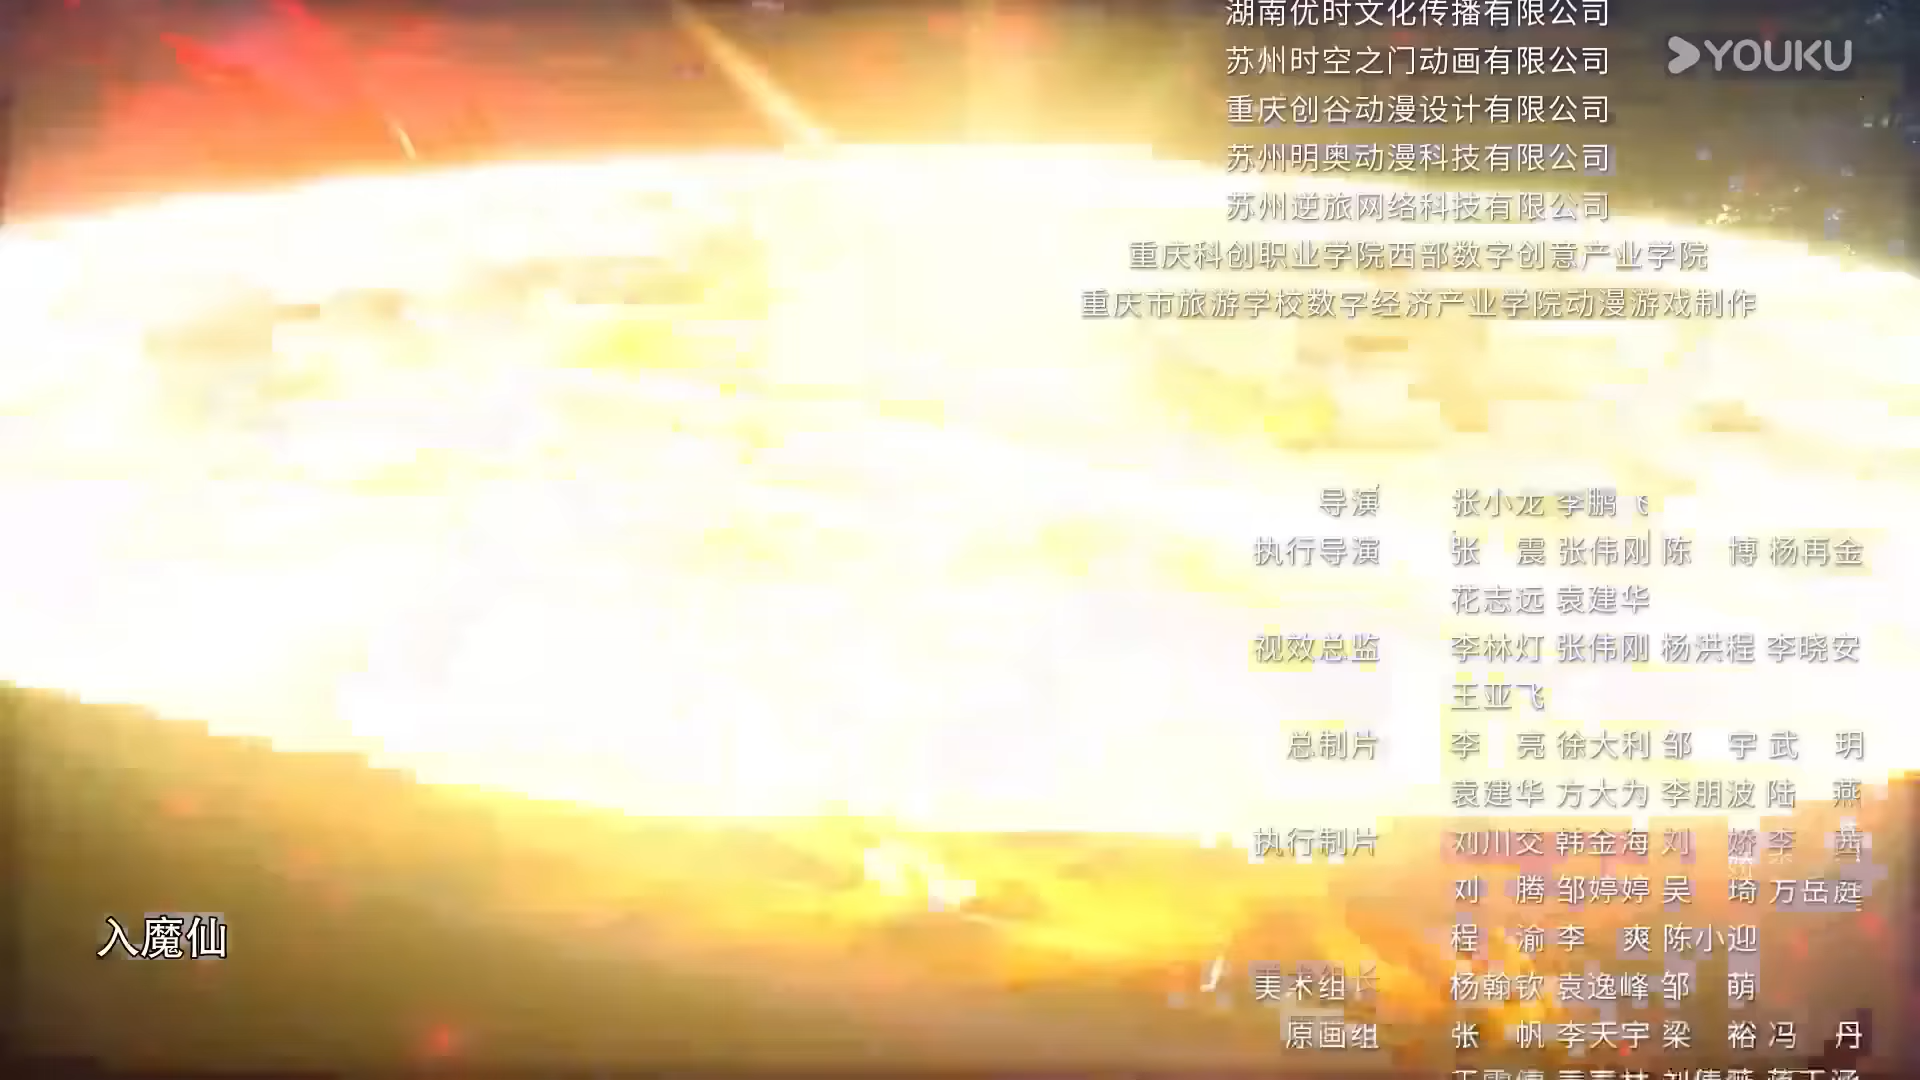 湖南优时文化传播有限公司
YOUKU
苏州时空之门动画有限公司
重庆创谷动漫设计有限公司
苏州明奥动漫科技有限公司
苏州逆旅网络科技有限公司
重庆科创职业学院西部数字创意产业学院
重庆市旅游学校数字经济产业学院动漫游戏制作
导演 张小龙 李鹏飞
执行导演 张 震 张伟刚 陈 博 杨再金
花志远 袁建华
视效总监 李林灯 张伟刚 杨洪程 李晓安
王亚飞
总制片 李 亮 徐大利 邹 宇 武 玥
袁建华 方大为 李朋波 陆 燕
执行制片 刘川交 韩金海 刘 娇 李 茜
刘 腾 邹婷婷 吴 琦 万岳庭
程 渝 李 爽 陈小迎
入魔仙
美术组长 杨翰钦 袁逸峰 邹 萌
原画组 张 帆 李天宇 梁 裕 冯 丹